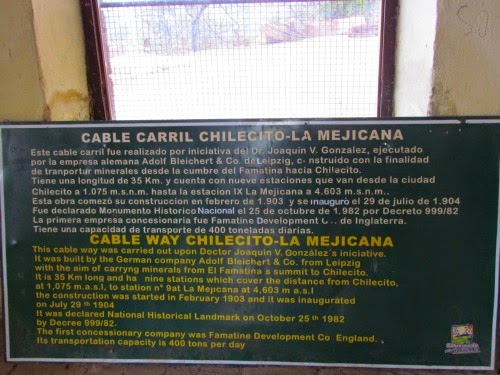 CABLE CARRIL CHILECITO-LA MEJICANA
Este cable carril fue realizado por iniciativa del Dr. Joaquin V. González, ejecutado
por la empresa alemana Adolf Bleichert & Co. de Leipzig, construido con la finalidad
de tranportur minerales desde la cumbre del Famatina hacia Chilecito.
Tiene una longitud de 35 Km. y cuenta con nueve estaciones que van desde la ciudad
Chilecito a 1.075 m.s.n.m. hasta la estación IX La Mejicana a 4.603 m.s.n.m..
Esta obra comezó su construccion en febrero de 1.903 y se inauguró el 29 de julio de 1.904
Fue declarado Monumento Historico Nacional el 25 de octubre de 1.982 por Decreto 999/82
La primera empresa concesionaria fue Famatine Development C . de Inglaterra.
Tiene una capacidad de transporte de 400 toneladas diarias.
CABLE WAY CHILECITO-LA MEJICANA
This cable way was carried out upon Doctor Joaquin V. González´s iniciative.
It was built by the German company Adolf Bleichert & Co. from Leipzig
with the aim of carryng minerals from El Famatina s summit to Chilecito.
It is 35 Km long and ha nine stations which cover the distance from Chilecito,
at 1,075 m.a.s.l, to station nº 9at La Mejicana at 4,603 m a.s.l
the construction was started in February 1903 and it was inaugurated
on July 29 th 1904
It was declared National Historical Landmark on October 25 th 1982
by Decree 999/82.
The first concessionary company was Famatine Development Co England.
Its transportation capacity is 400 tons per day